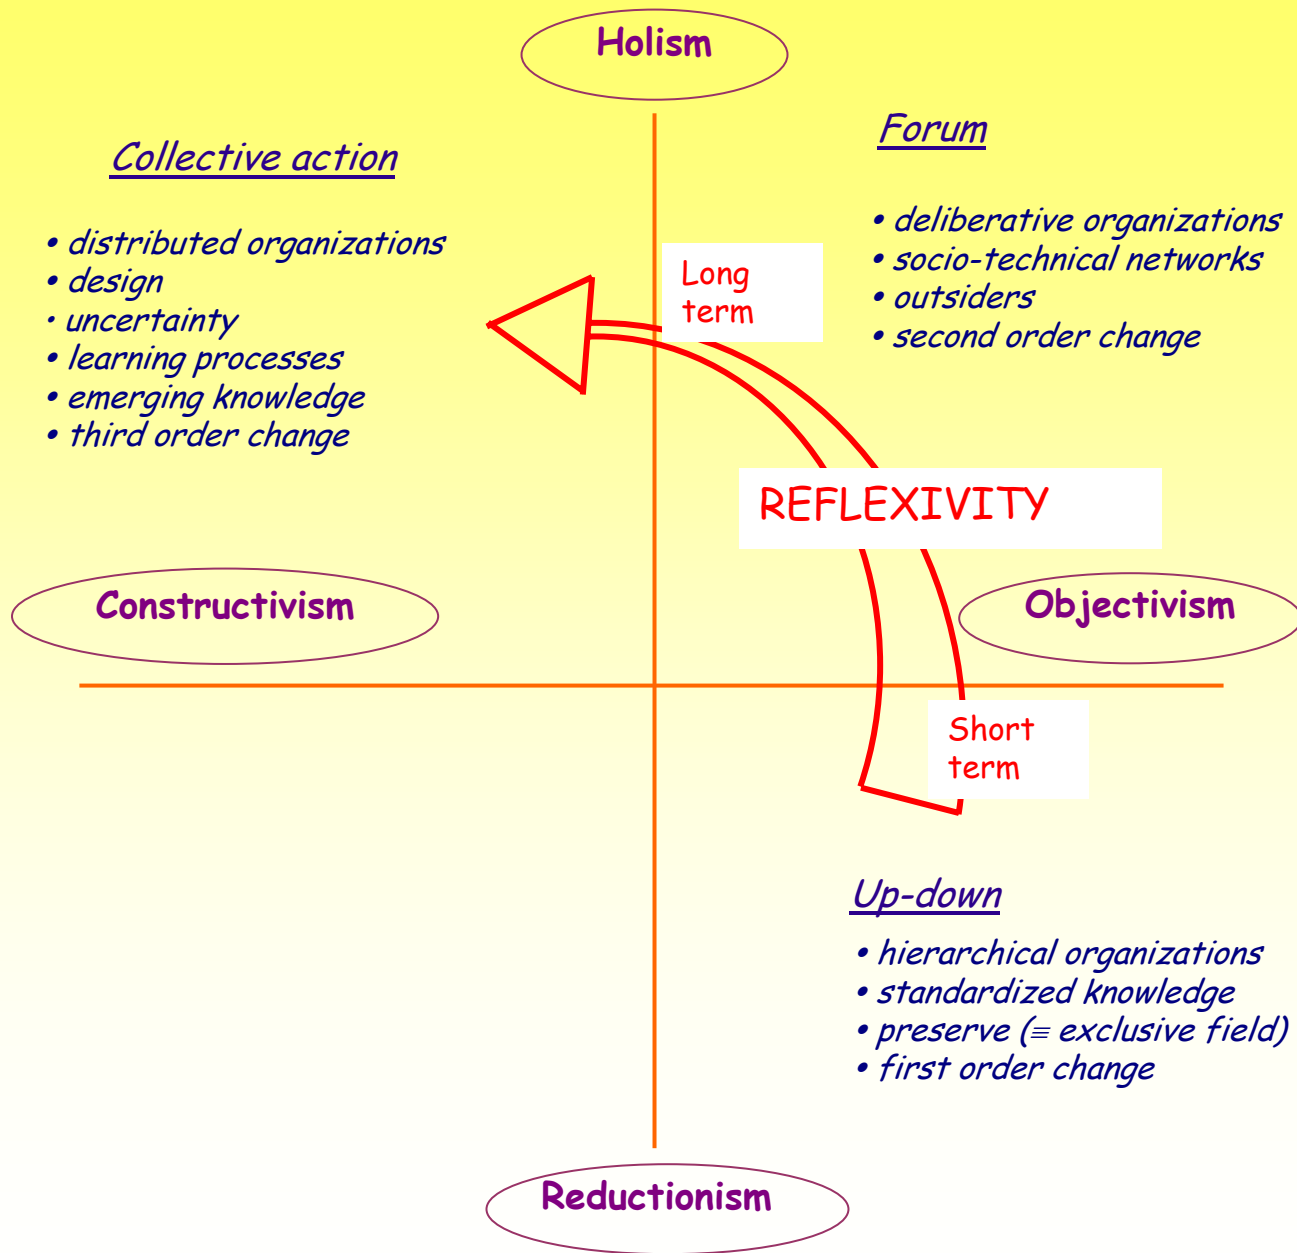 Holism
Collective action
• distributed organizations
• design
• uncertainty
• learning processes
• emerging knowledge
• third order change
Forum
• deliberative organizations
• socio-technical networks
• outsiders
• second order change
Long
term
REFLEXIVITY
Constructivism
Objectivism
Short
term
Up-down
• hierarchical organizations
• standardized knowledge
• preserve (≡ exclusive field)
• first order change
Reductionism